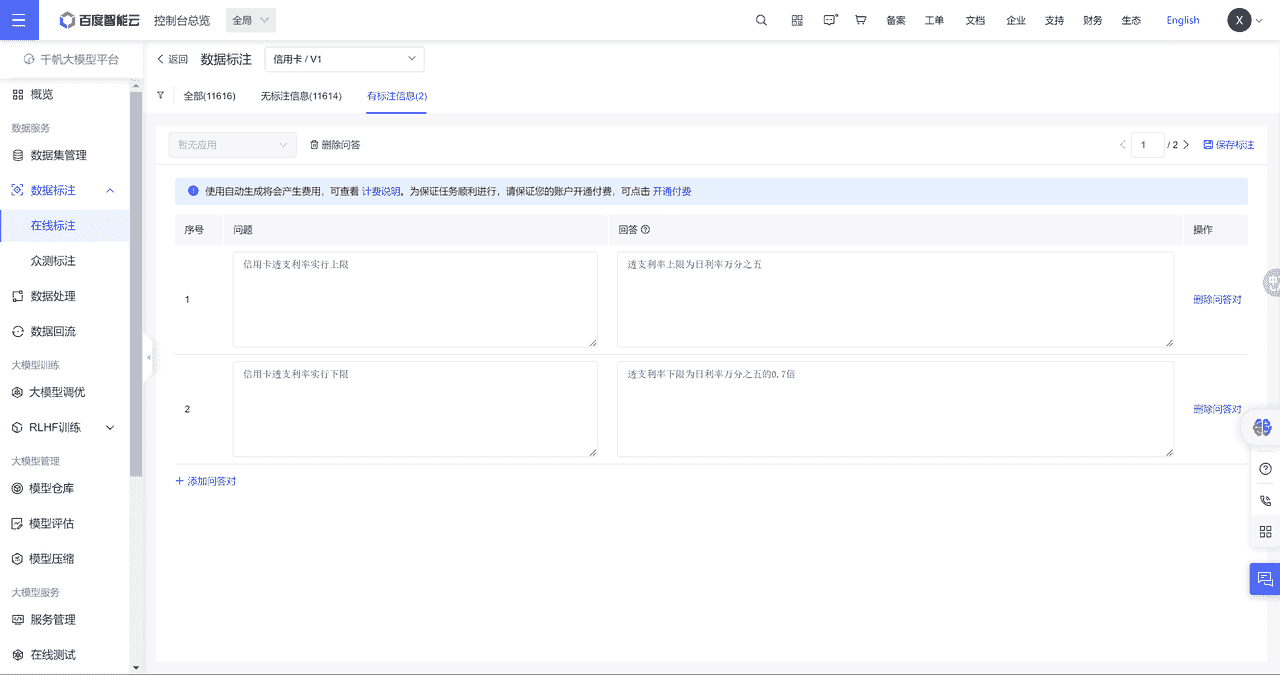 百度智能云 控制台总览 全局 备案 工单 文档 企业 支持 财务 生态 English X
千帆大模型平台
返回 数据标注 信用卡 / V1
概览
全部(11616) 无标注信息(11614) 有标注信息(2)
数据服务
数据集管理
暂无应用 删除问答 1 / 2 保存标注
数据标注
使用自动生成将会产生费用，可查看 计费说明。为保证任务顺利进行，请保证您的账户开通付费，可点击 开通付费
在线标注
序号 问题 回答 操作
众测标注
1 信用卡透支利率实行上限 透支利率上限为日利率万分之五 删除问答对
数据处理
数据回流
大模型训练
大模型调优
2 信用卡透支利率实行下限 透支利率下限为日利率万分之五的0.7倍 删除问答对
RLHF训练
大模型管理
添加问答对
模型仓库
模型评估
模型压缩
大模型服务
服务管理
在线测试